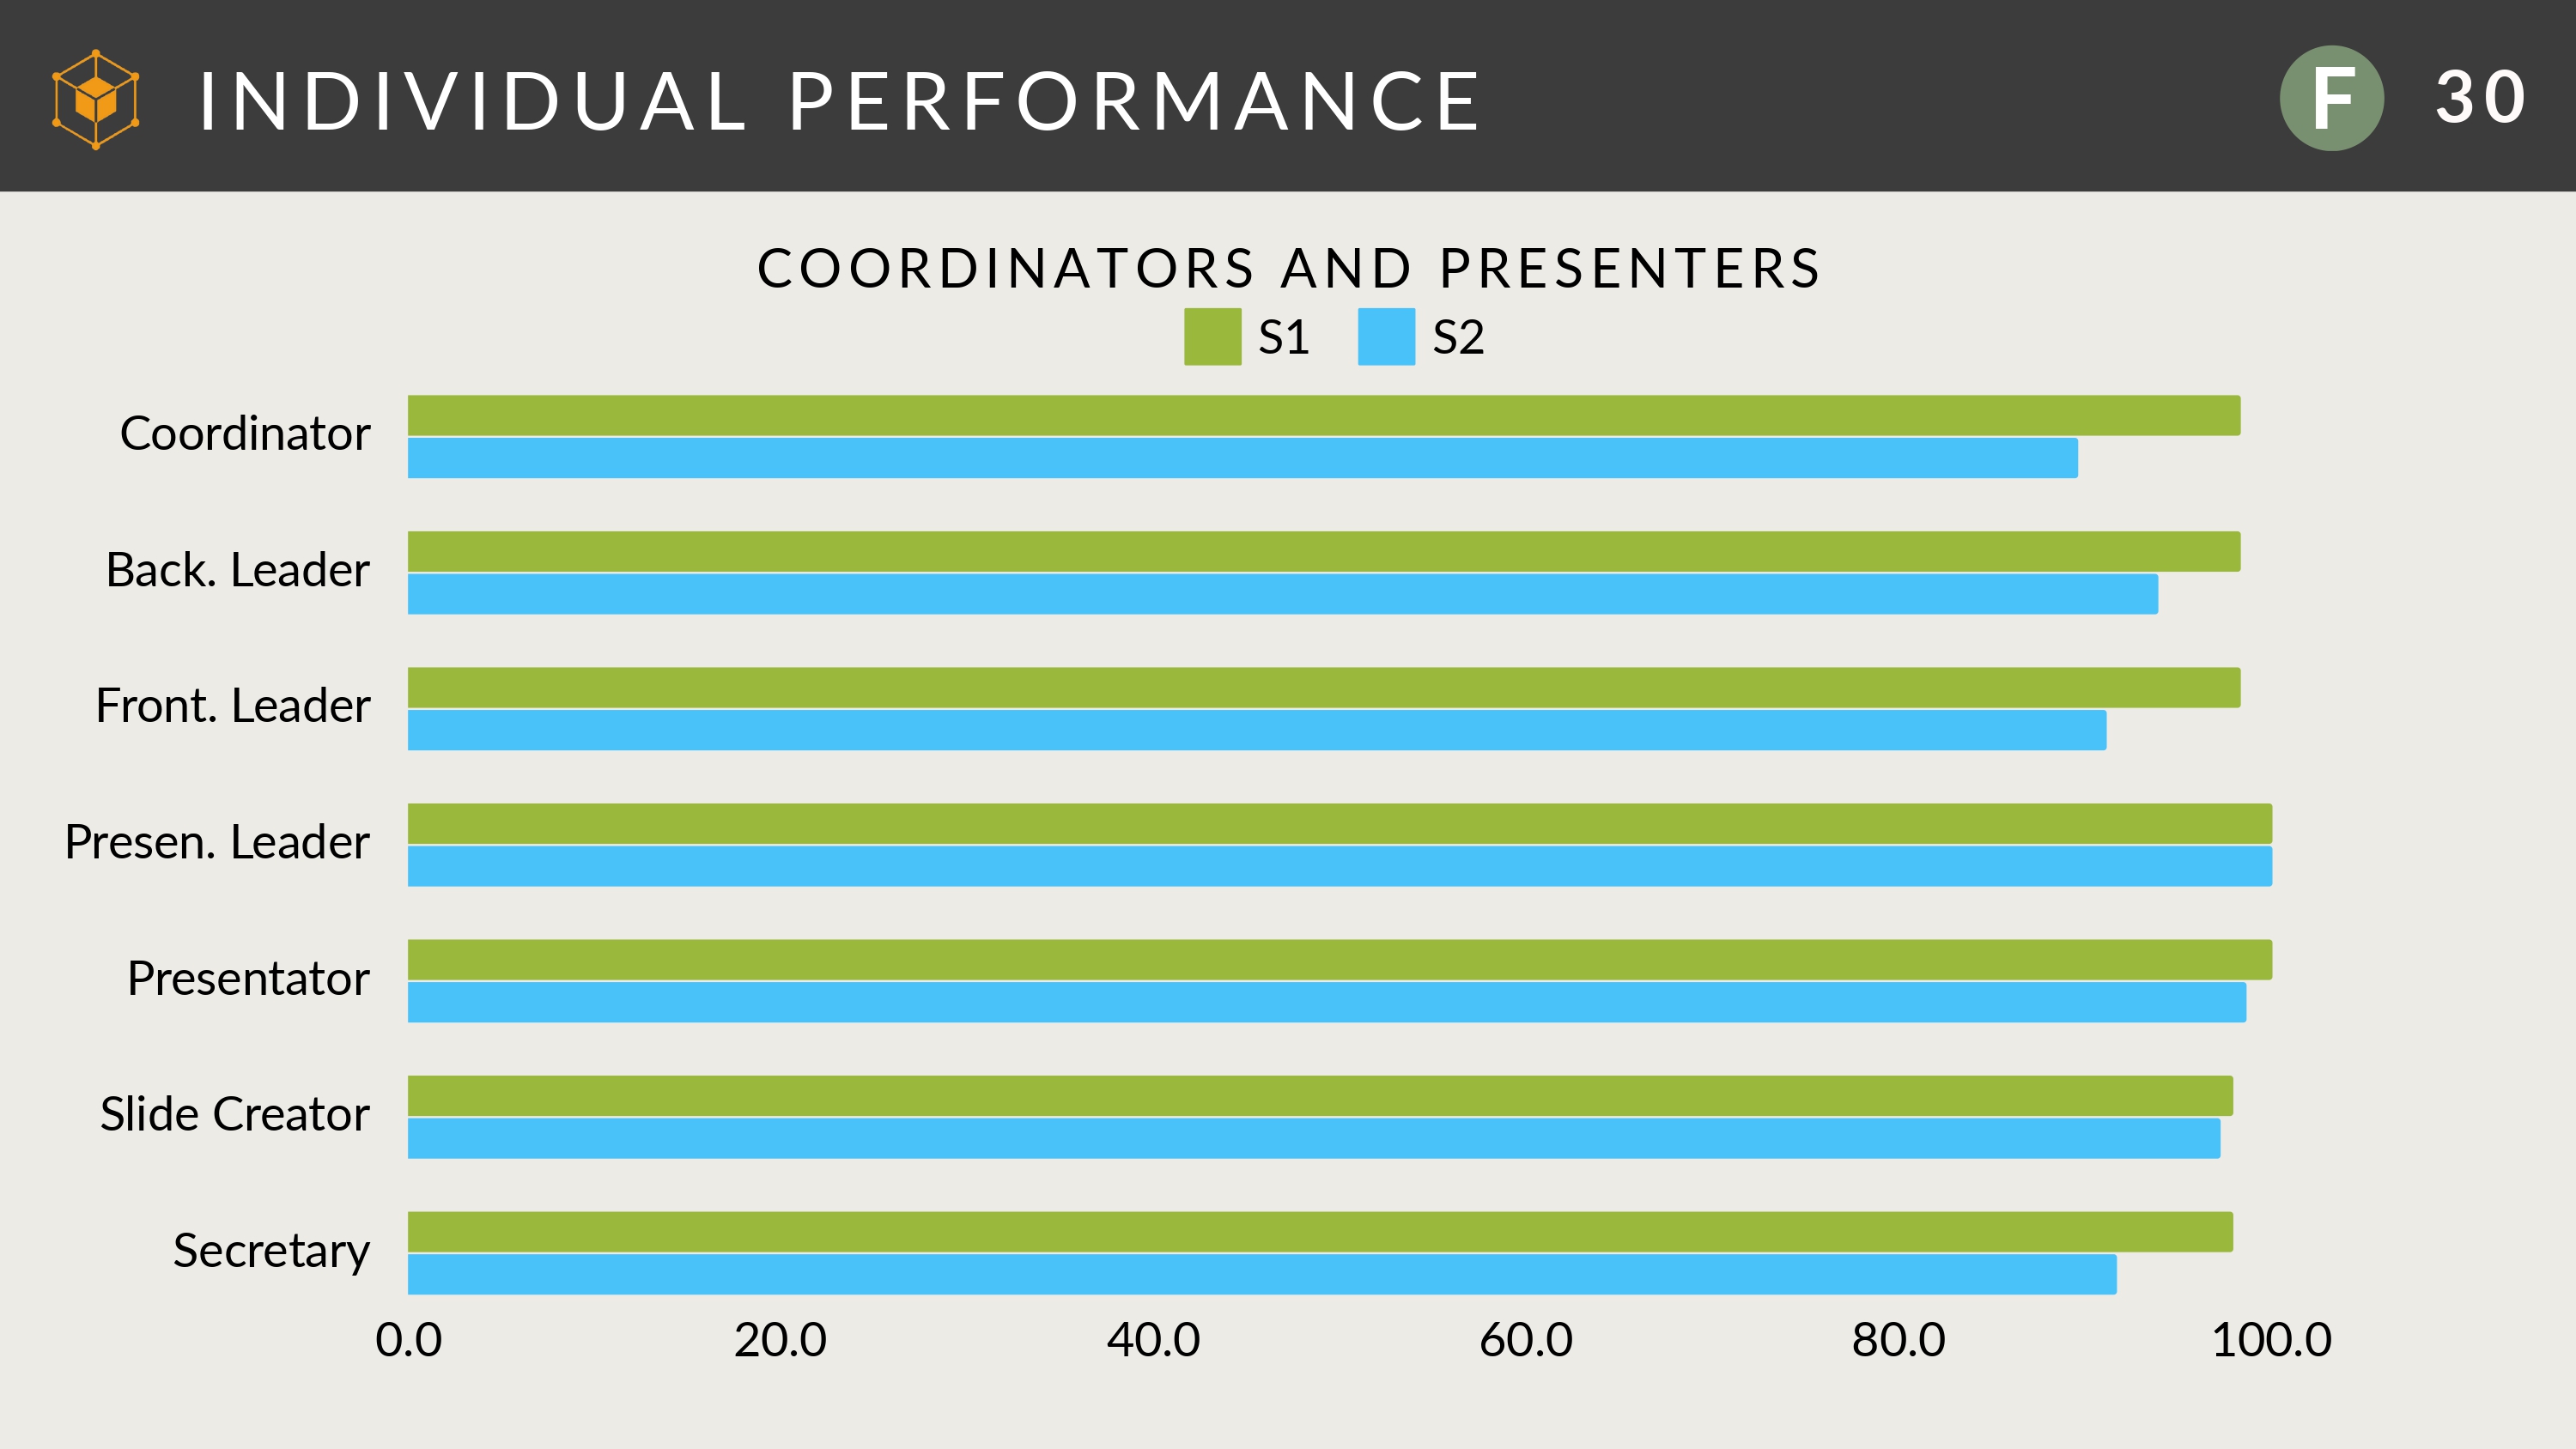 INDIVIDUAL PERFORMANCE
F 30
COORDINATORS AND PRESENTERS
S1 S2
Coordinator
Back. Leader
Front. Leader
Presen. Leader
Presentator
Slide Creator
Secretary
0.0 20.0 40.0 60.0 80.0 100.0